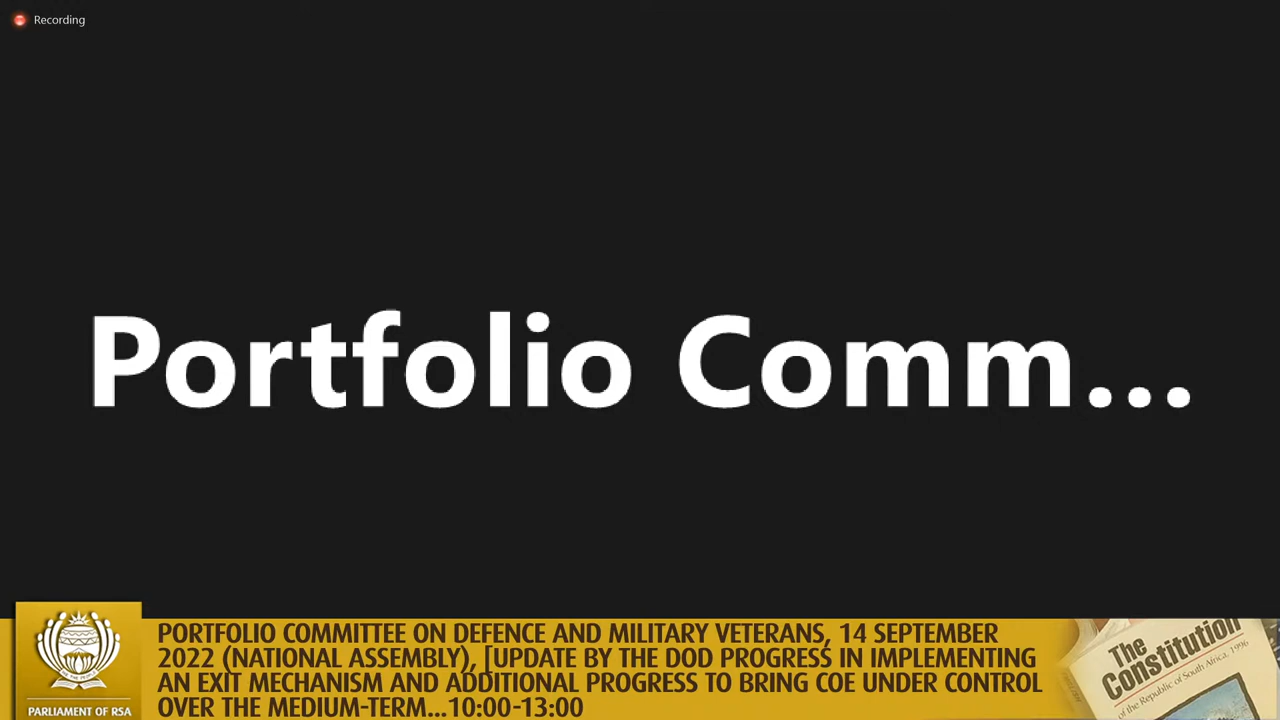 Recording
Portfolio Comm...
PORTFOLIO COMMITTEE ON DEFENCE AND MILITARY VETERANS, 14 SEPTEMBER
2022 (NATIONAL ASSEMBLY), [UPDATE BY THE DOD PROGRESS IN IMPLEMENTING
AN EXIT MECHANISM AND ADDITIONAL PROGRESS TO BRING COE UNDER CONTROL
OVER THE MEDIUM-TERM...10:00-13:00
PARLIAMENT OF RSA
The
Constitution
of the Republic of South Africa, 1996